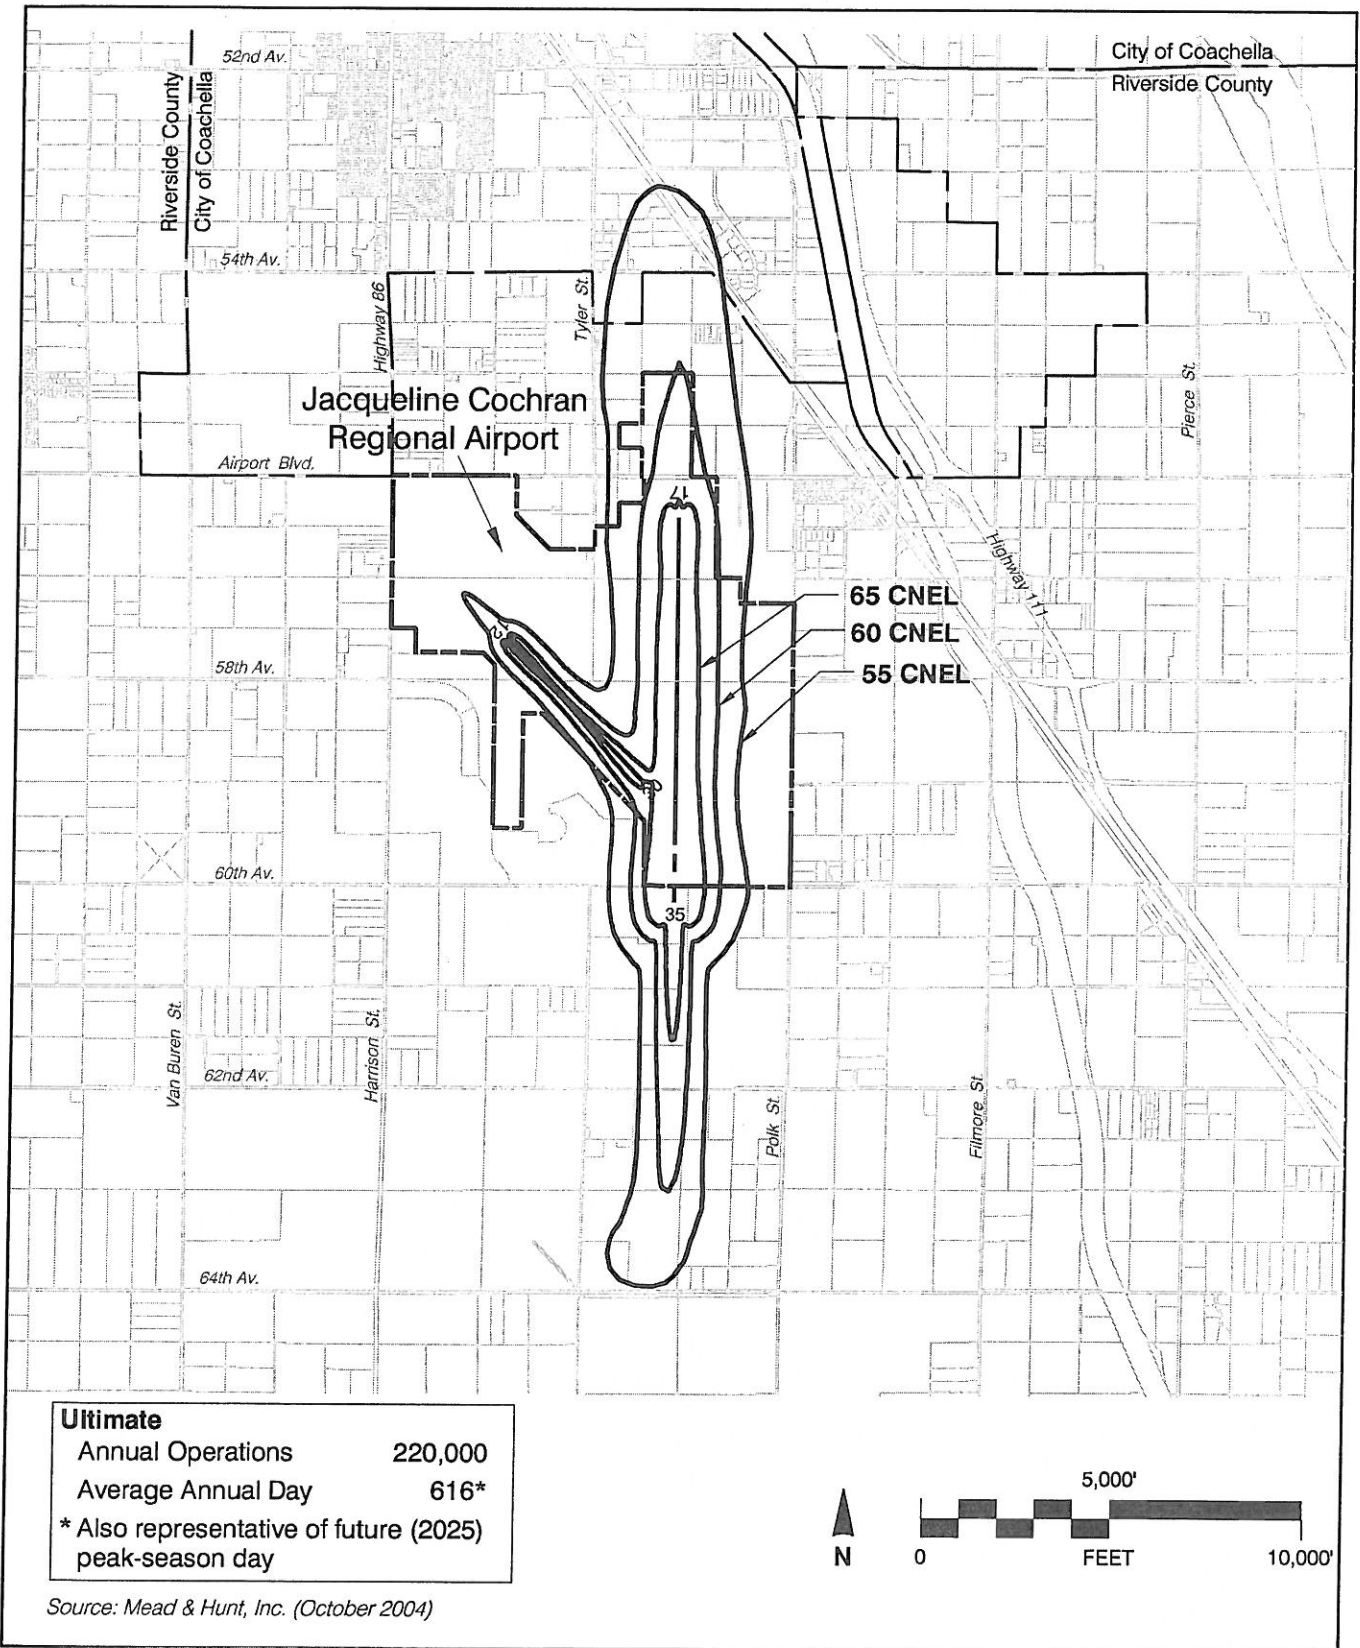 52nd Av.
City of Coachella
Riverside County
Riverside County
City of Coachella
54th Av.
Highway 86
Tyler St.
Pierce St.
Jacqueline Cochran
Regional Airport
Airport Blvd.
17
Highway 111
65 CNEL
60 CNEL
12
55 CNEL
58th Av.
60th Av.
35
Van Buren St.
Harrison St.
62nd Av.
Polk St.
Filmore St.
64th Av.
Ultimate
Annual Operations 220,000
Average Annual Day 616*
* Also representative of future (2025)
peak-season day
5,000'
N
0 FEET 10,000'
Source: Mead & Hunt, Inc. (October 2004)